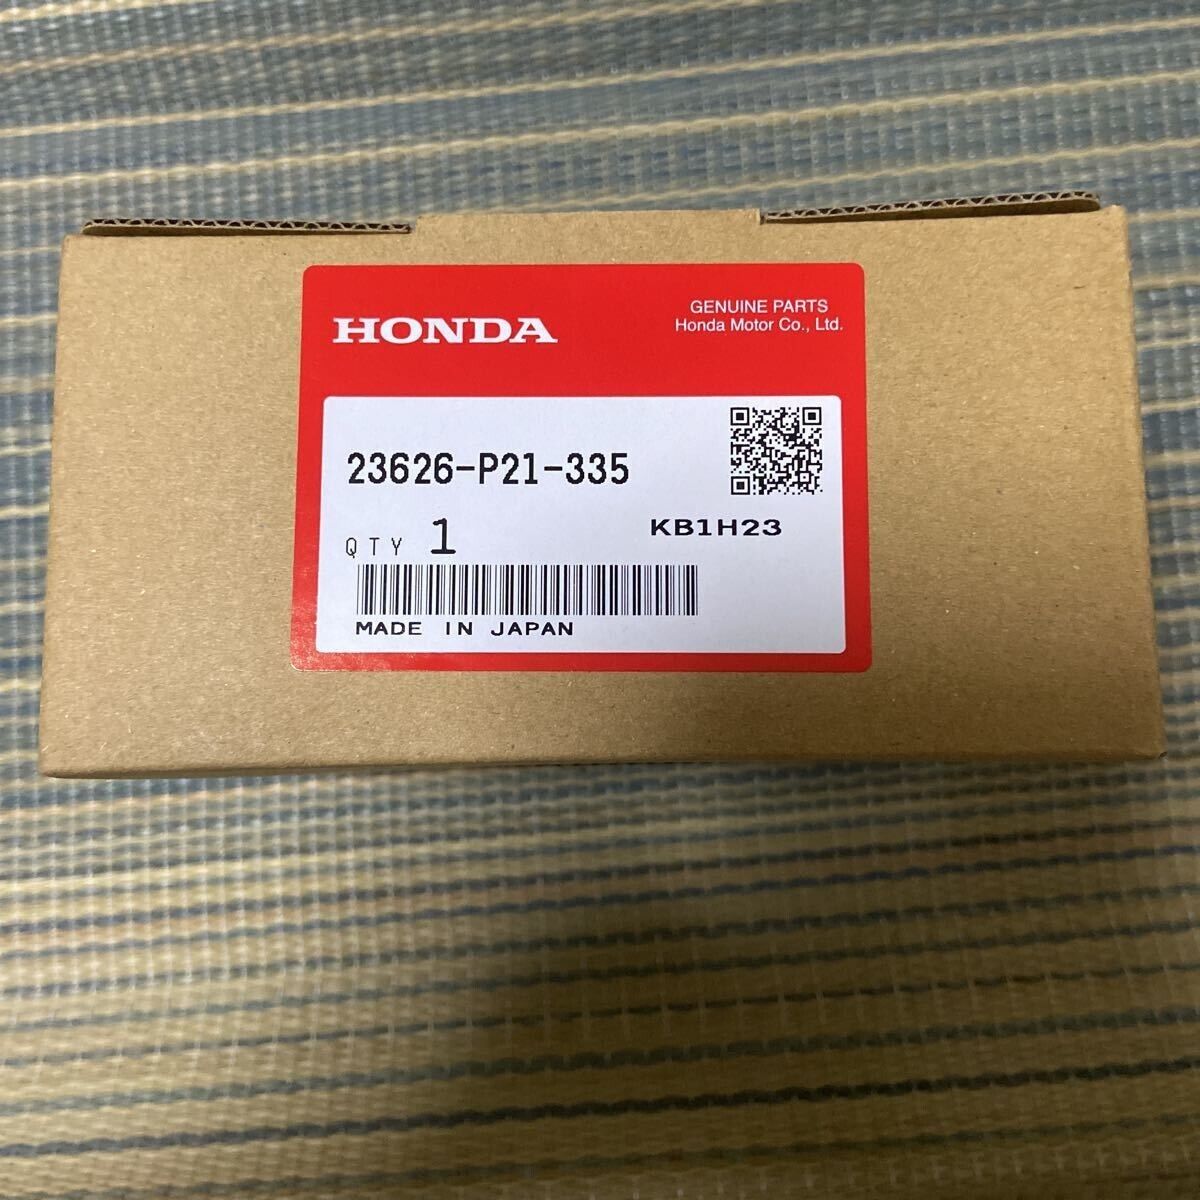 HONDA
GENUINE PARTS
Honda Motor Co., Ltd.
23626-P21-335
QTY 1
KB1H23
MADE IN JAPAN